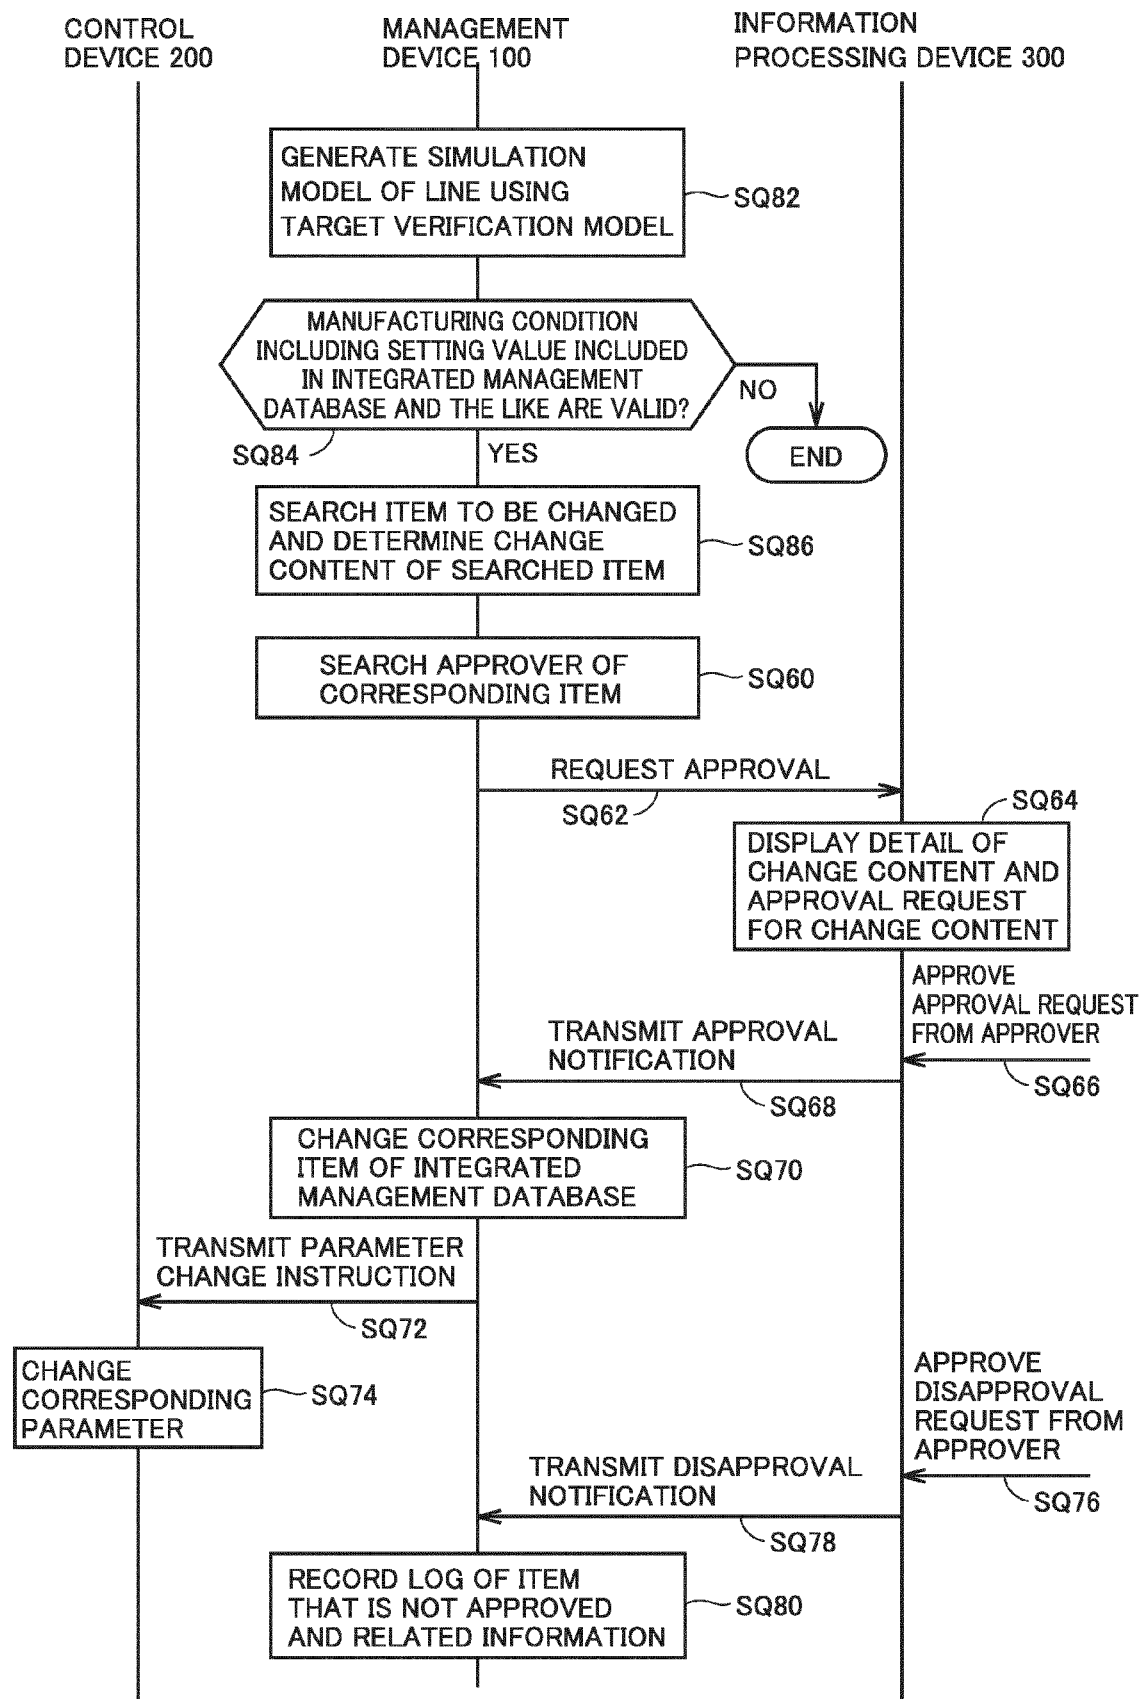 CONTROL
DEVICE 200
MANAGEMENT
DEVICE 100
INFORMATION
PROCESSING DEVICE 300
GENERATE SIMULATION
MODEL OF LINE USING
TARGET VERIFICATION MODEL
SQ82
MANUFACTURING CONDITION
INCLUDING SETTING VALUE INCLUDED
IN INTEGRATED MANAGEMENT
DATABASE AND THE LIKE ARE VALID?
NO
SQ84
YES
END
SEARCH ITEM TO BE CHANGED
AND DETERMINE CHANGE
CONTENT OF SEARCHED ITEM
SQ86
SEARCH APPROVER OF
CORRESPONDING ITEM
SQ60
REQUEST APPROVAL
SQ62
SQ64
DISPLAY DETAIL OF
CHANGE CONTENT AND
APPROVAL REQUEST
FOR CHANGE CONTENT
APPROVE
APPROVAL REQUEST
FROM APPROVER
SQ66
TRANSMIT APPROVAL
NOTIFICATION
SQ68
CHANGE CORRESPONDING
ITEM OF INTEGRATED
MANAGEMENT DATABASE
SQ70
TRANSMIT PARAMETER
CHANGE INSTRUCTION
SQ72
CHANGE
CORRESPONDING
PARAMETER
SQ74
APPROVE
DISAPPROVAL
REQUEST FROM
APPROVER
SQ76
TRANSMIT DISAPPROVAL
NOTIFICATION
SQ78
RECORD LOG OF ITEM
THAT IS NOT APPROVED
AND RELATED INFORMATION
SQ80